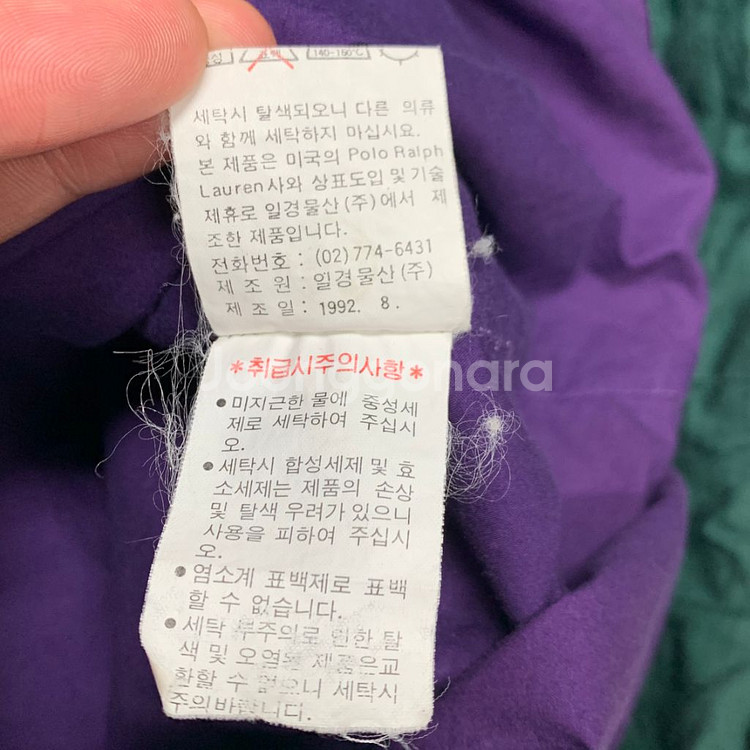 140-160°C
세탁시 탈색되오니 다른 의류
와 함께 세탁하지 마십시요.
본 제품은 미국의 Polo Ralph
Lauren사와 상표도입 및 기술
제휴로 일경물산(주)에서 제
조한 제품입니다.
전화번호 : (02)774-6431
제 조 원 : 일경물산(주)
제 조 일 : 1992. 8.
*취급시주의사항*
● 미지근한 물에 중성세
제로 세탁하여 주십시
오.
● 세탁시 합성세제 및 효
소세제는 제품의 손상
및 탈색 우려가 있으니
사용을 피하여 주십시
오.
● 염소계 표백제로 표백
할 수 없습니다.
● 세탁 부주의로 인한 탈
색 및 오염된 제품은교
환할 수 없으니 세탁시
주의바랍니다.